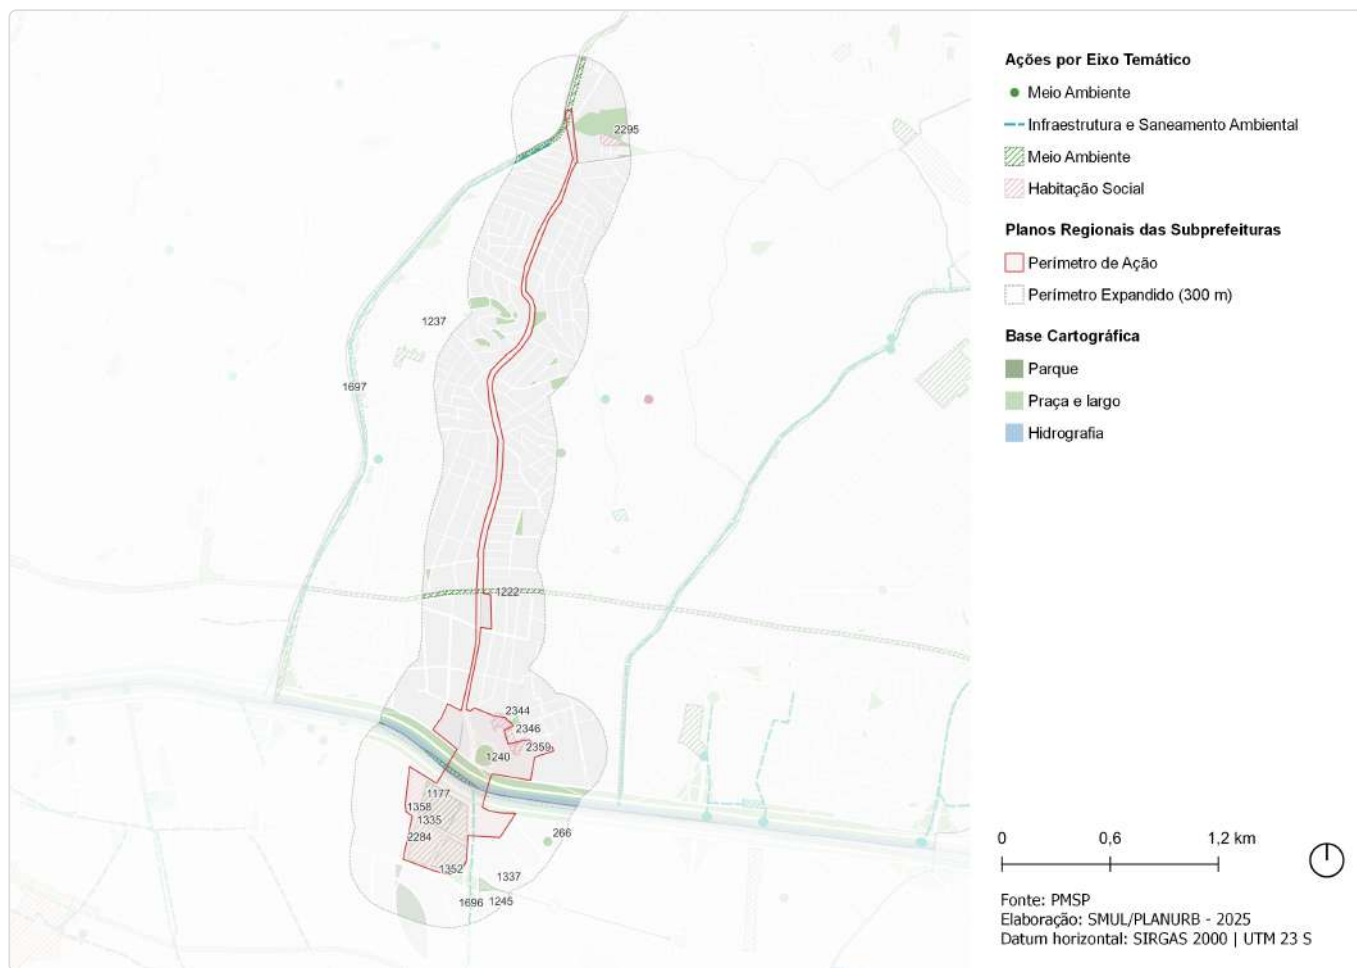 2295
1237
1697
1222
2344
2346
2359
1240
1177
1358
1335
2284
266
1352
1337
1696
1245
Ações por Eixo Temático
Meio Ambiente
Infraestrutura e Saneamento Ambiental
Meio Ambiente
Habitação Social
Planos Regionais das Subprefeituras
Perímetro de Ação
Perímetro Expandido (300 m)
Base Cartográfica
Parque
Praça e largo
Hidrografia
0 0,6 1,2 km
Fonte: PMSP
Elaboração: SMUL/PLANURB - 2025
Datum horizontal: SIRGAS 2000 | UTM 23 S